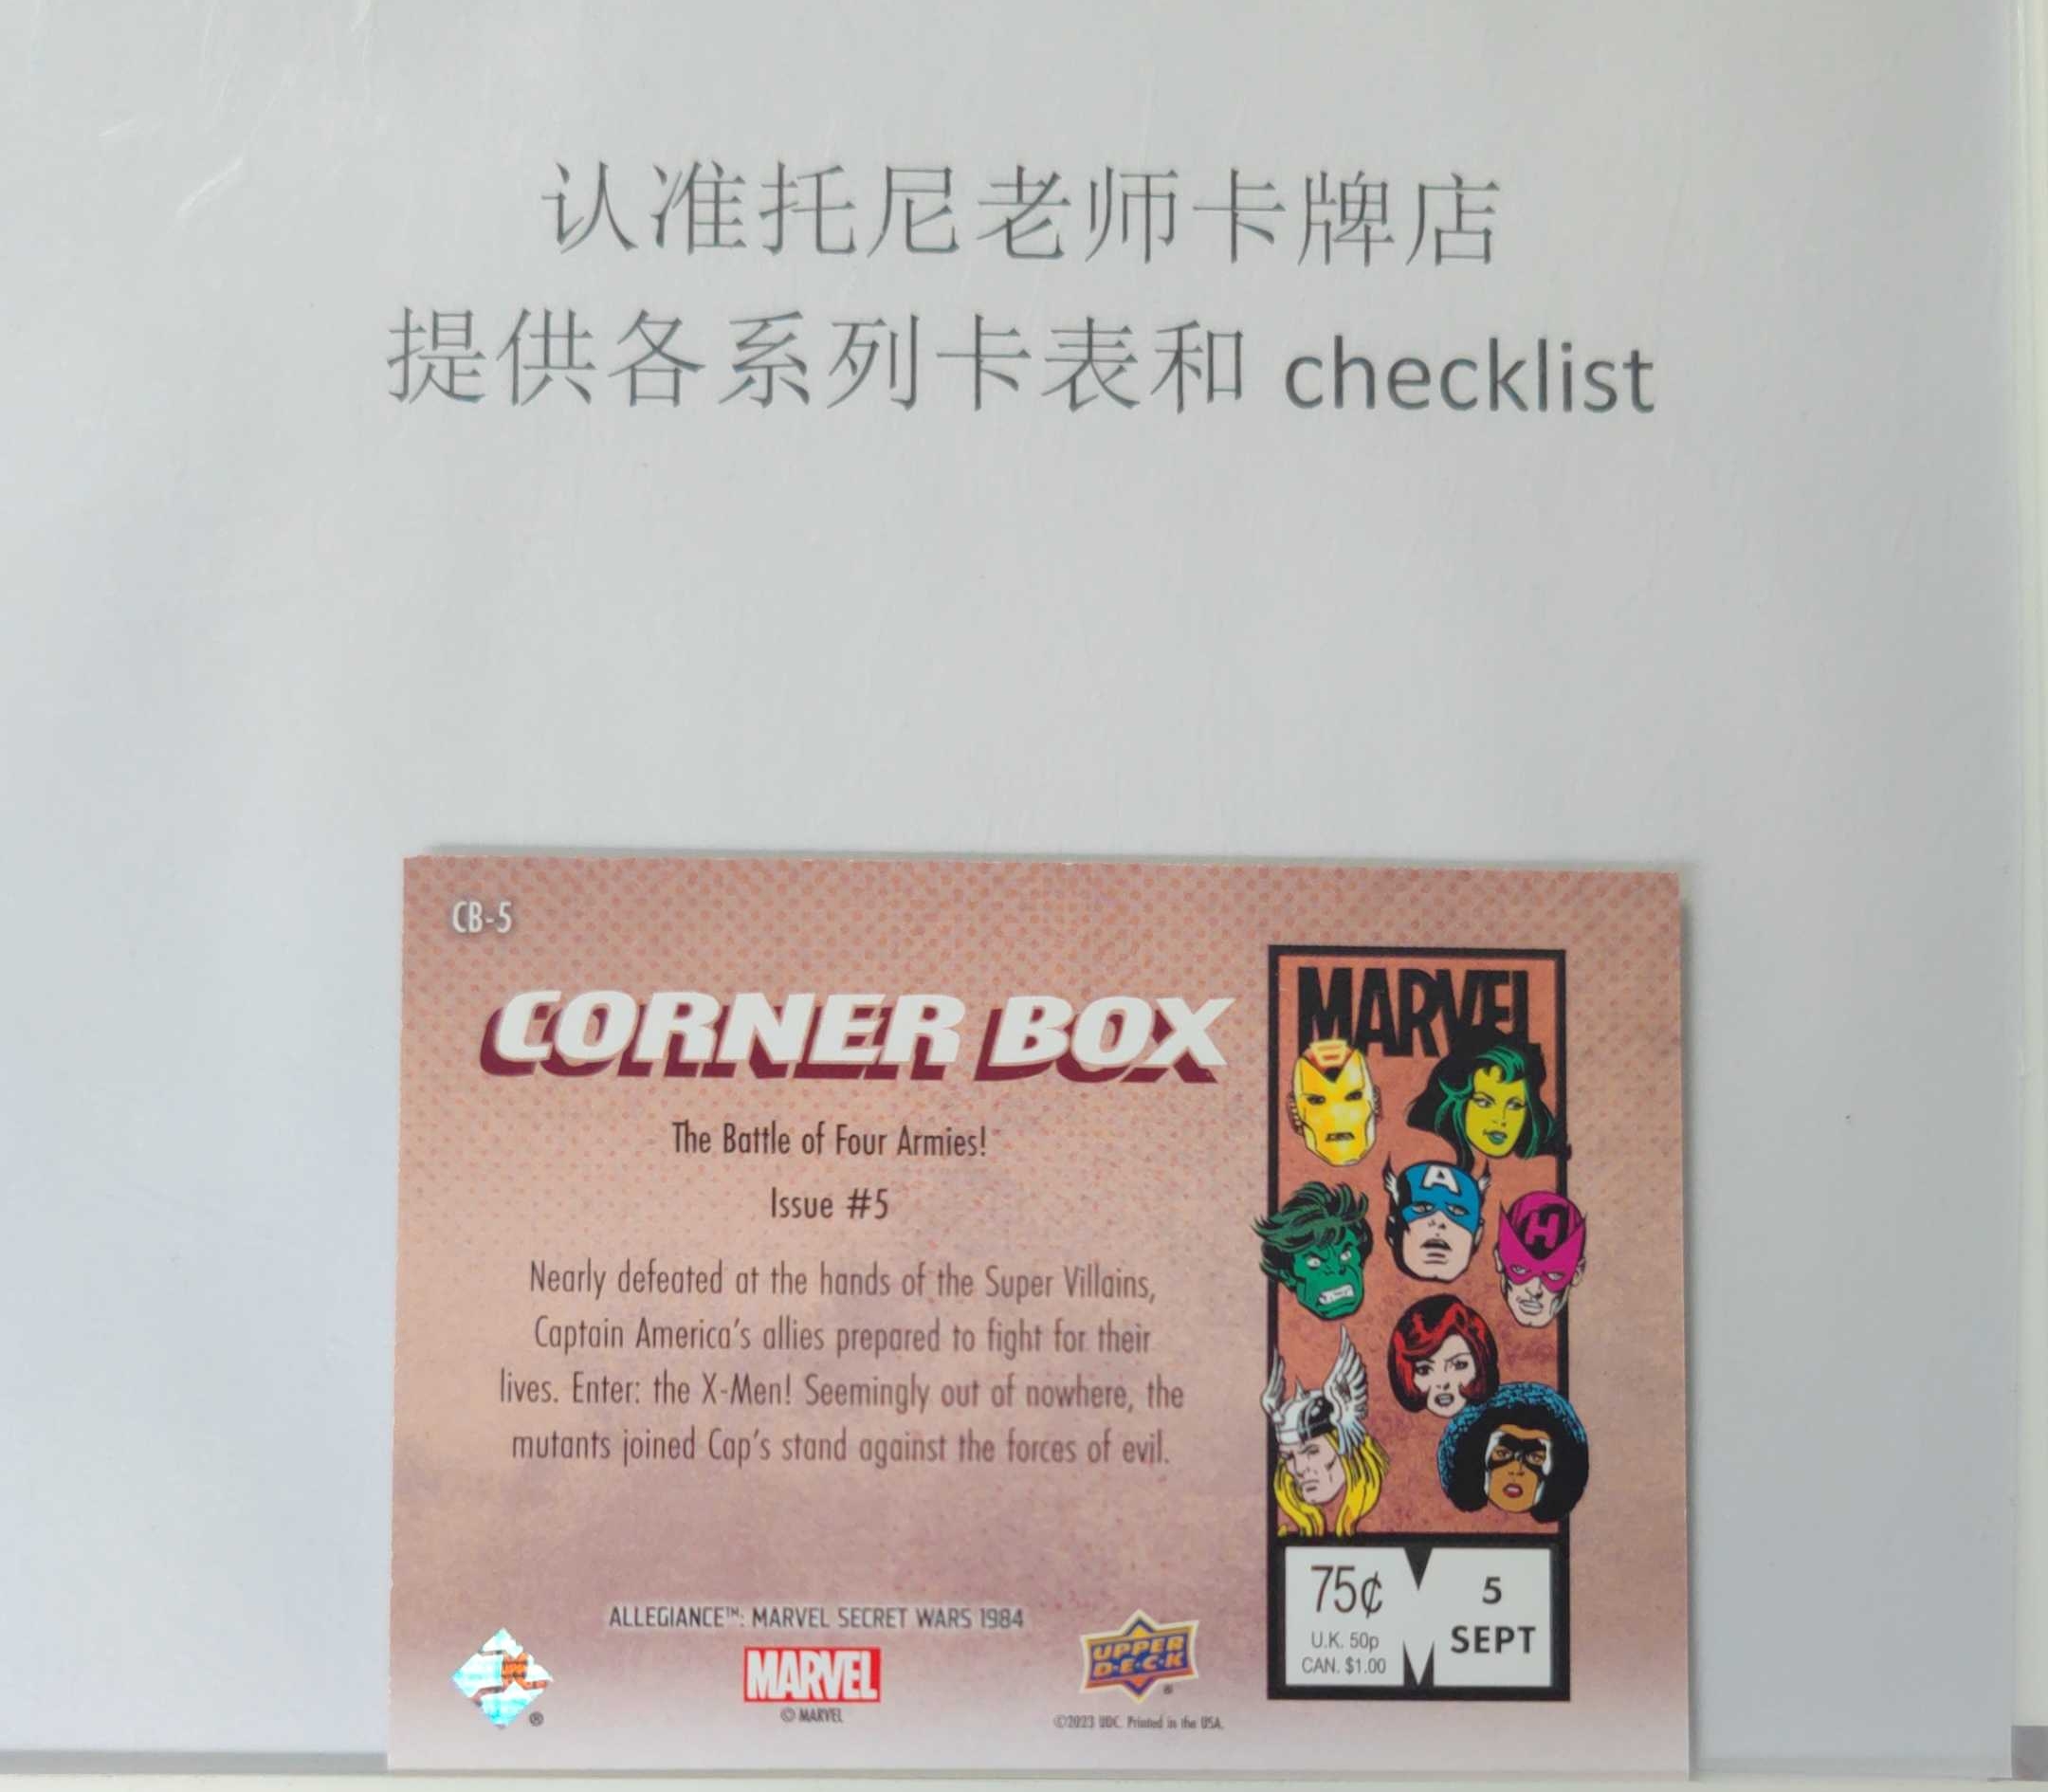 认准托尼老师卡牌店
提供各系列卡表和 checklist
CB-5
CORNER BOX
The Battle of Four Armies!
Issue #5
Nearly defeated at the hands of the Super Villains,
Captain America's allies prepared to fight for their
lives. Enter: the X-Men! Seemingly out of nowhere, the
mutants joined Cap's stand against the forces of evil.
ALLEGIANCE™: MARVEL SECRET WARS 1984
MARVEL
© MARVEL
UPPER
D·E·C·K
®
©2023 UDC. Printed in the USA.
®
MARVEL
A
H
75¢
U.K. 50p
CAN. $1.00
5
SEPT